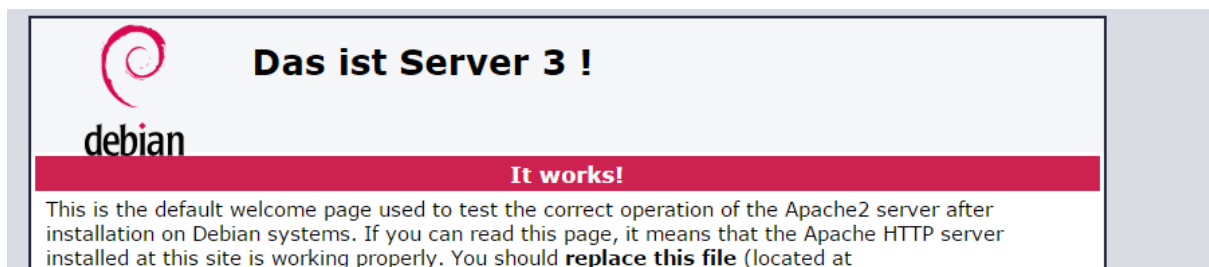 Das ist Server 3 !
debian
It works!
This is the default welcome page used to test the correct operation of the Apache2 server after
installation on Debian systems. If you can read this page, it means that the Apache HTTP server
installed at this site is working properly. You should replace this file (located at